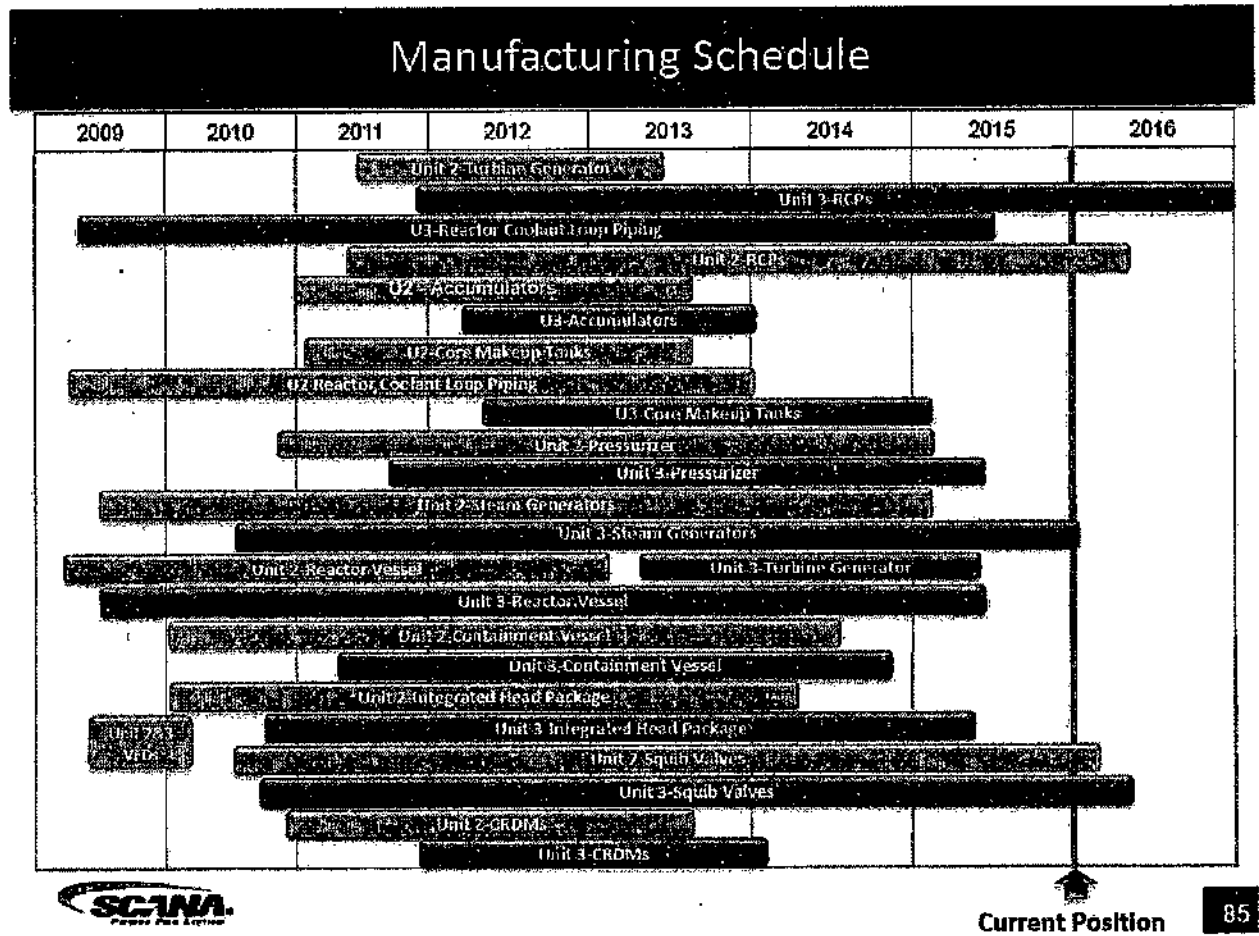 Manufacturing Schedule
2009 2010 2011 2012 2013 2014 2015 2016
Unit 2-Turbine Generator
Unit 3-RCPs
U3-Reactor Coolant Loop Piping
Unit 2-RCPs
U2 - Accumulators
U3-Accumulators
U2-Core Makeup Tanks
U2 Reactor Coolant Loop Piping
U3-Core Makeup Tanks
Unit 2-Pressurizer
Unit 3-Pressurizer
Unit 2-Steam Generators
Unit 3-Steam Generators
Unit 2-Reactor Vessel Unit 3-Turbine Generator
Unit 3-Reactor Vessel
Unit 2-Containment Vessel
Unit 3-Containment Vessel
Unit 2-Integrated Head Package
Unit 3 Integrated Head Package
Unit 2-Squib Valves
Unit 3-Squib Valves
Unit 2-CRDMs
Unit 3-CRDMs
SCANA.
Power For Living
Current Position
85